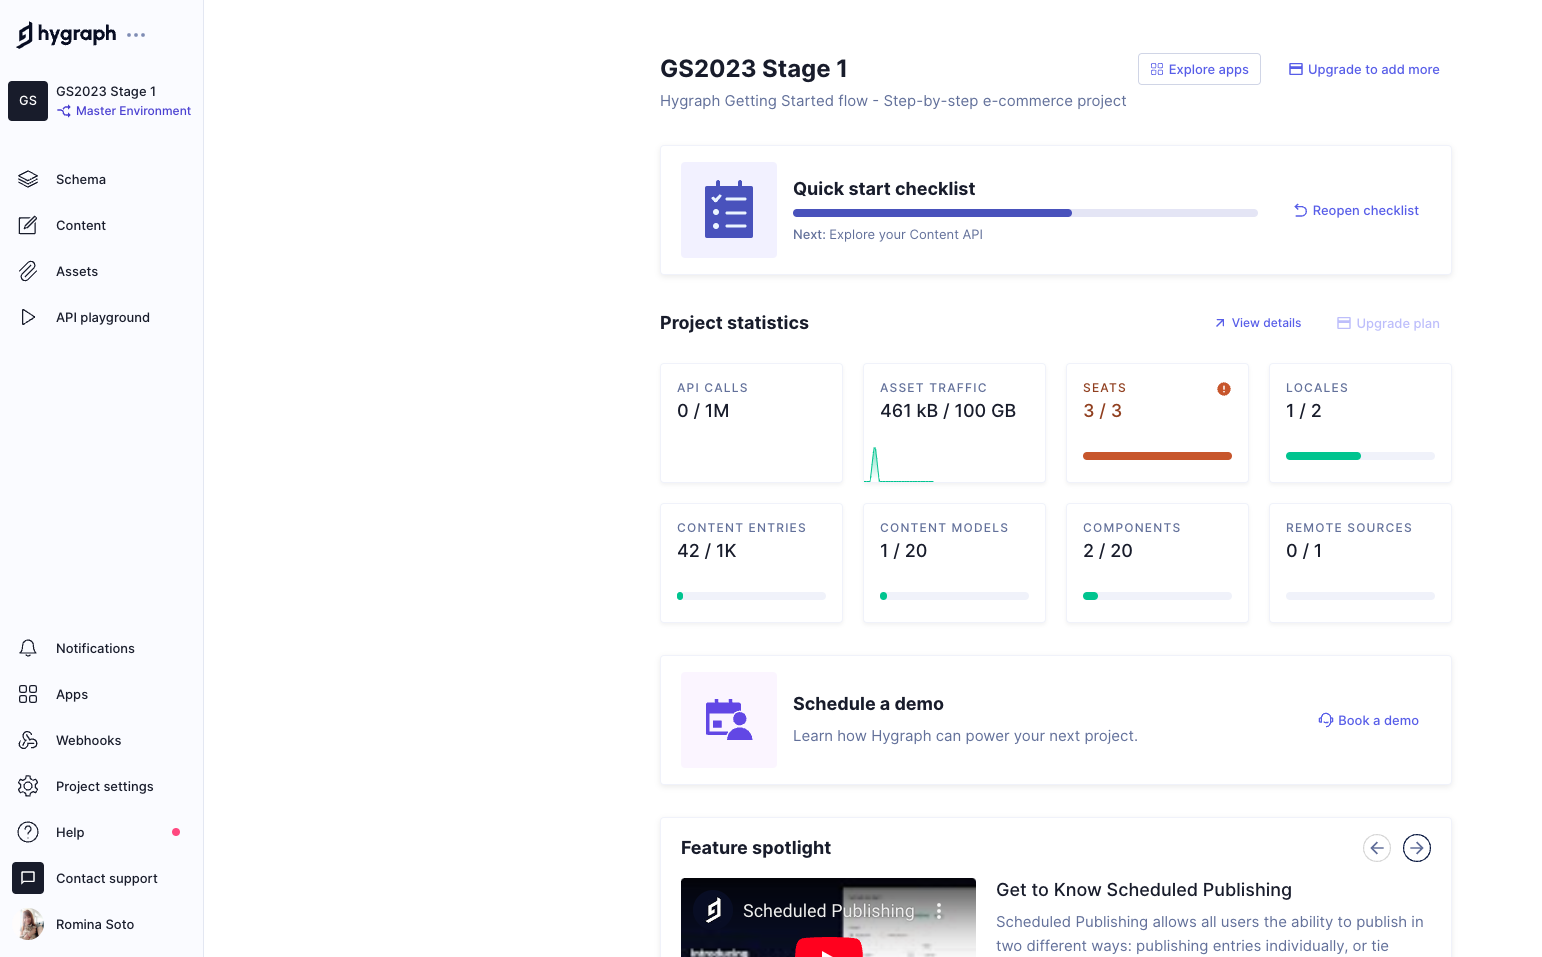 hygraph
GS
GS2023 Stage 1
Master Environment
Schema
Content
Assets
API playground
Notifications
Apps
Webhooks
Project settings
Help
Contact support
Romina Soto
GS2023 Stage 1
Explore apps
Upgrade to add more
Hygraph Getting Started flow - Step-by-step e-commerce project
Quick start checklist
Next: Explore your Content API
Reopen checklist
Project statistics
View details
Upgrade plan
API CALLS
0 / 1M
ASSET TRAFFIC
461 kB / 100 GB
SEATS
3 / 3
LOCALES
1 / 2
CONTENT ENTRIES
42 / 1K
CONTENT MODELS
1 / 20
COMPONENTS
2 / 20
REMOTE SOURCES
0 / 1
Schedule a demo
Learn how Hygraph can power your next project.
Book a demo
Feature spotlight
Scheduled Publishing
Introducing
Get to Know Scheduled Publishing
Scheduled Publishing allows all users the ability to publish in
two different ways: publishing entries individually, or tie